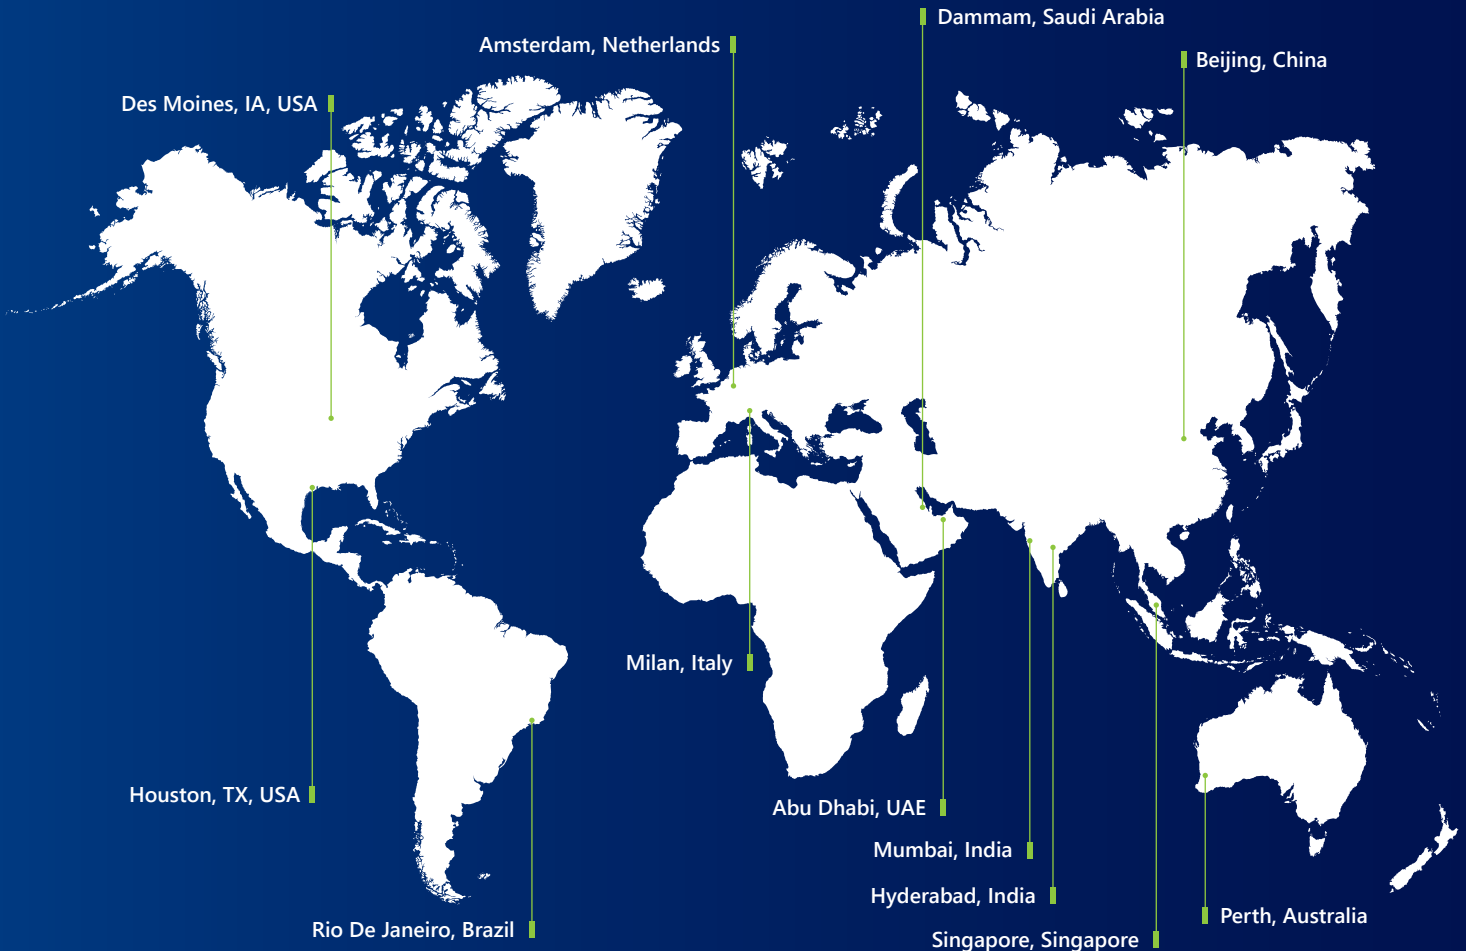 Dammam, Saudi Arabia
Amsterdam, Netherlands
Beijing, China
Des Moines, IA, USA
Milan, Italy
Houston, TX, USA
Abu Dhabi, UAE
Mumbai, India
Hyderabad, India
Perth, Australia
Rio De Janeiro, Brazil
Singapore, Singapore